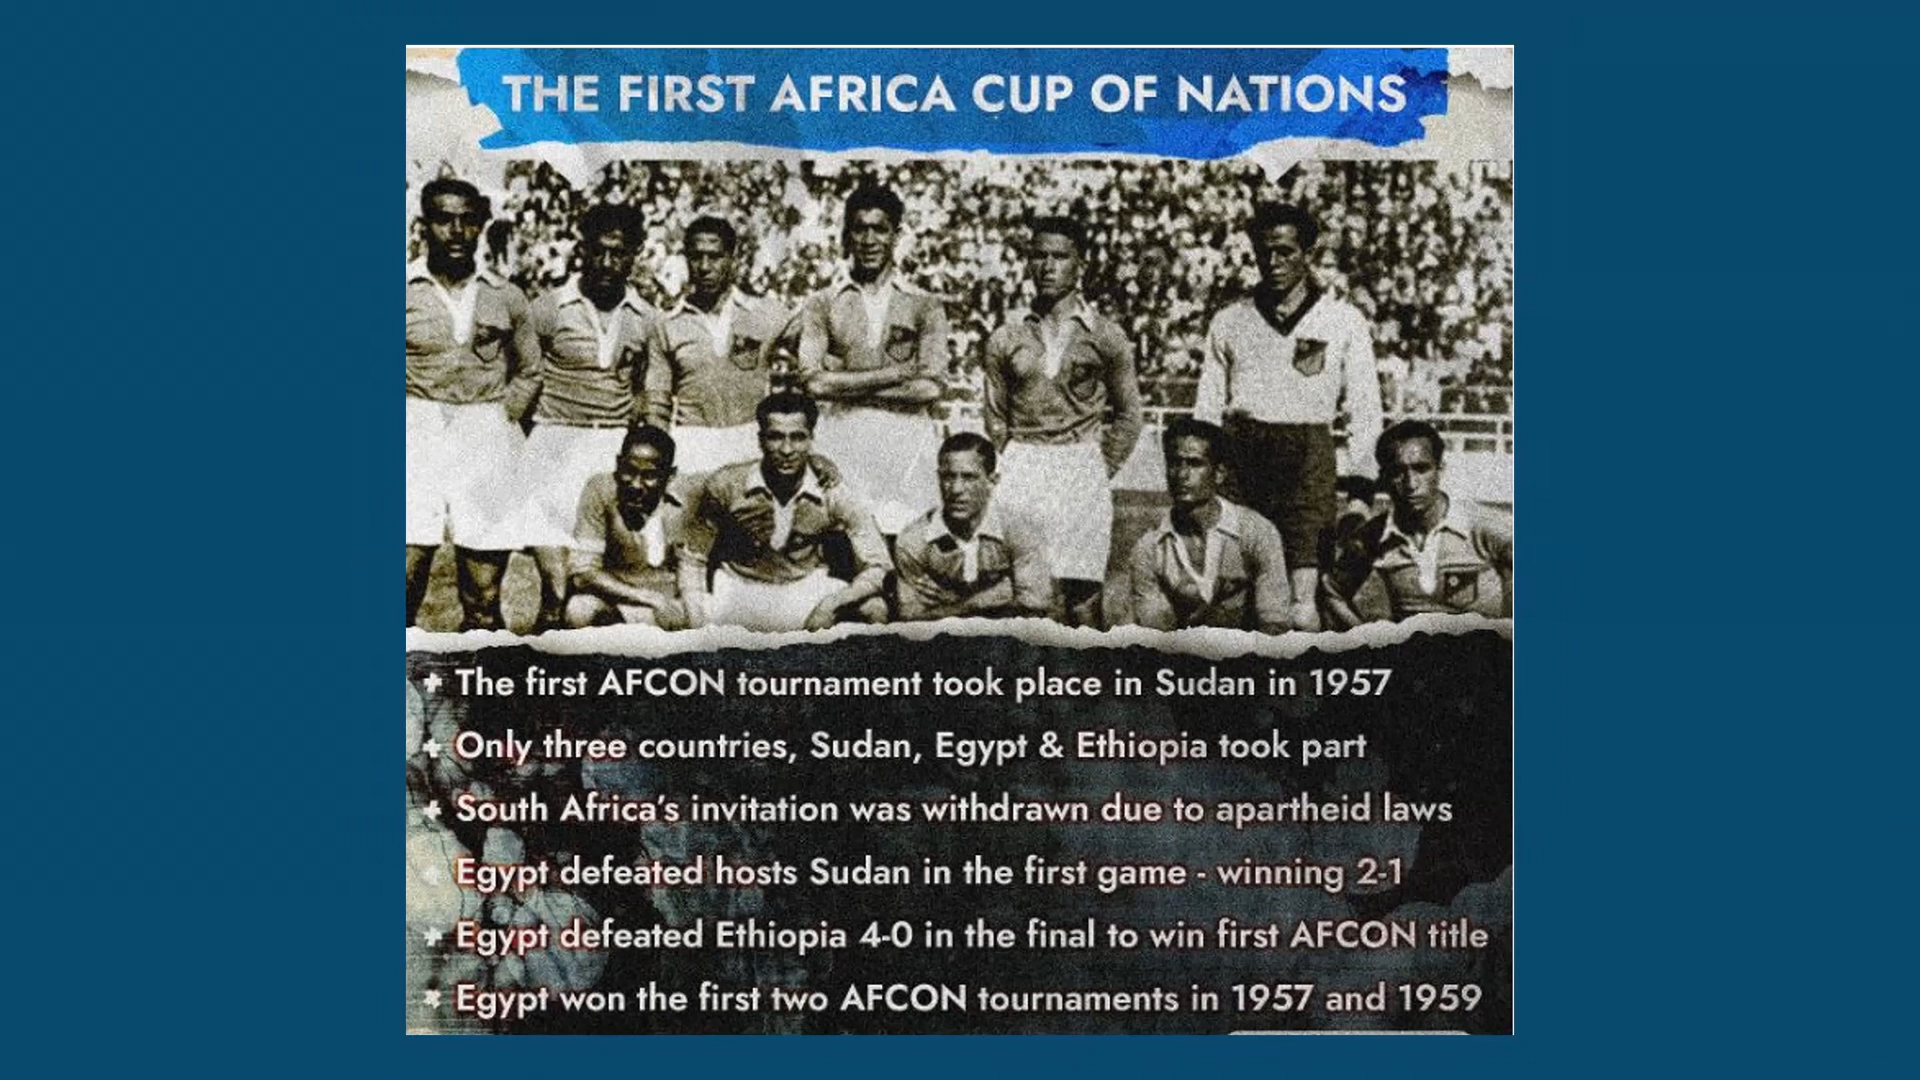 THE FIRST AFRICA CUP OF NATIONS
The first AFCON tournament took place in Sudan in 1957
Only three countries, Sudan, Egypt & Ethiopia took part
South Africa's invitation was withdrawn due to apartheid laws
Egypt defeated hosts Sudan in the first game - winning 2-1
Egypt defeated Ethiopia 4-0 in the final to win first AFCON title
Egypt won the first two AFCON tournaments in 1957 and 1959